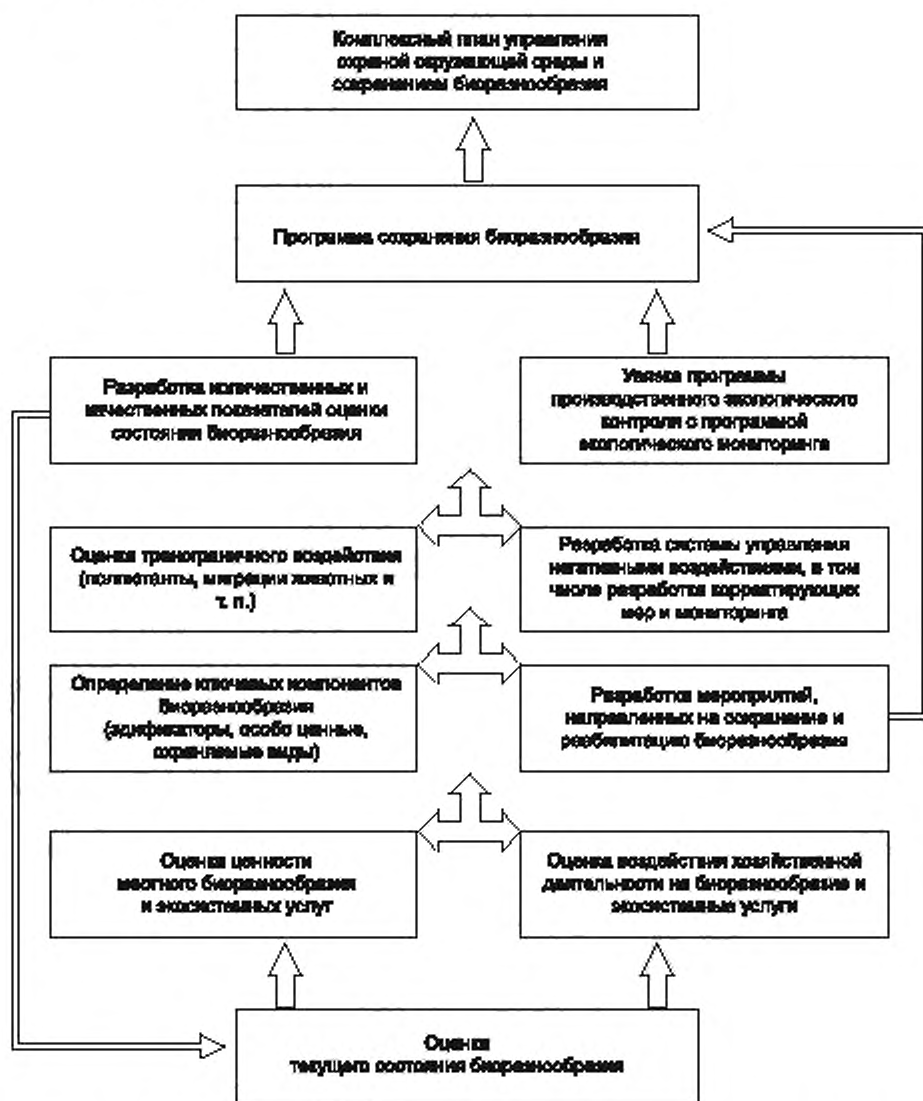 Комплексный план управления
охраной окружающей среды и
сохранением биоразнообразия
Программа сохранения биоразнообразия
Разработка количественных и
качественных показателей оценки
состояния биоразнообразия
Увязка программы
производственного экологического
контроля с программой
экологического мониторинга
Оценка трансграничного воздействия
(поллютанты, миграции животных и
т. п.)
Разработка системы управления
негативными воздействиями, в том
числе разработка корректирующих
мер и мониторинга
Определение ключевых компонентов
биоразнообразия
(эдификаторы, особо ценные,
охраняемые виды)
Разработка мероприятий,
направленных на сохранение и
реабилитацию биоразнообразия
Оценка ценности
местного биоразнообразия
и экосистемных услуг
Оценка воздействия хозяйственной
деятельности на биоразнообразие и
экосистемные услуги
Оценка
текущего состояния биоразнообразия